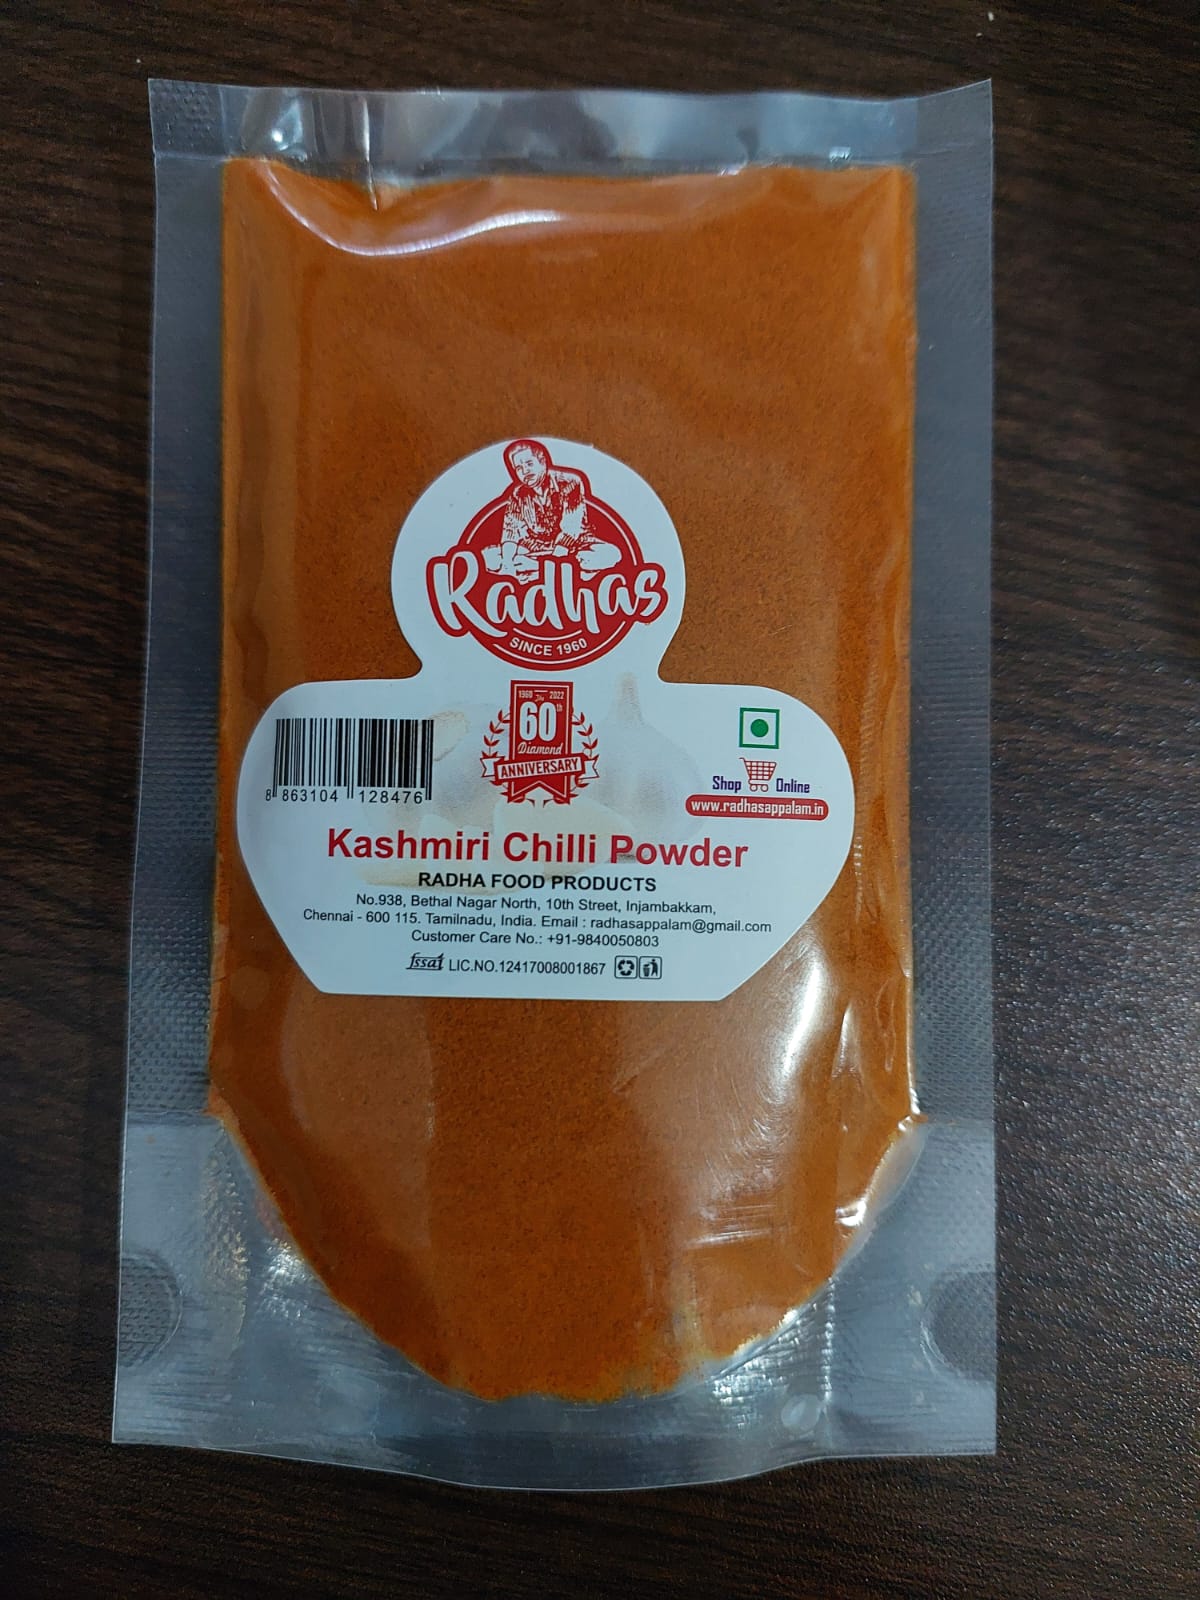 Radhas
SINCE 1960
1960 2022
60th
Diamond
ANNIVERSARY
8 863104 128476
Shop Online
www.radhasappalam.in
Kashmiri Chilli Powder
RADHA FOOD PRODUCTS
No.938, Bethal Nagar North, 10th Street, Injambakkam,
Chennai - 600 115. Tamilnadu, India. Email : radhasappalam@gmail.com
Customer Care No.: +91-9840050803
fssai LIC.NO.12417008001867